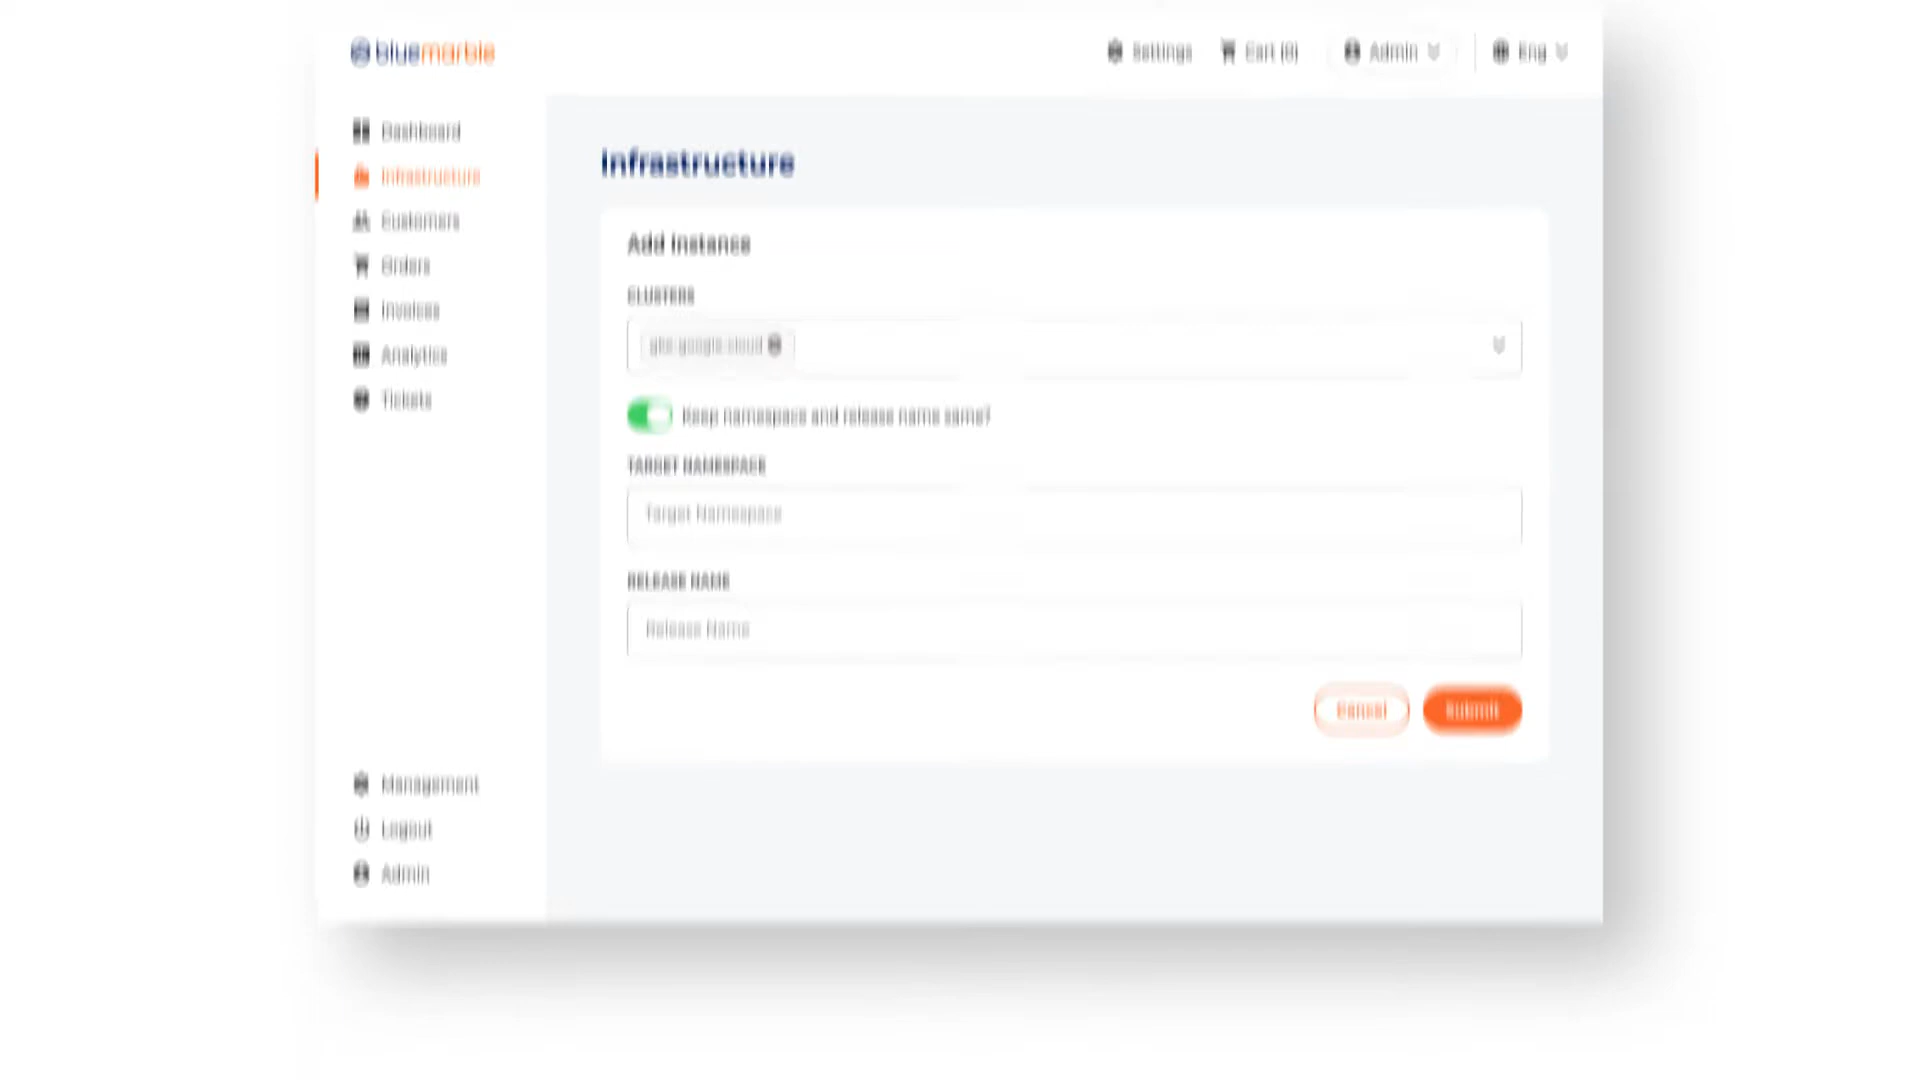 bluemarble
Settings
Cart (0)
Admin
Eng
Dashboard
Infrastructure
Customers
Orders
Invoices
Analytics
Tickets
Infrastructure
Add Instance
CLUSTERS
Keep namespace and release name same?
TARGET NAMESPACE
Target Namespace
RELEASE NAME
Release Name
Cancel
Submit
Management
Logout
Admin